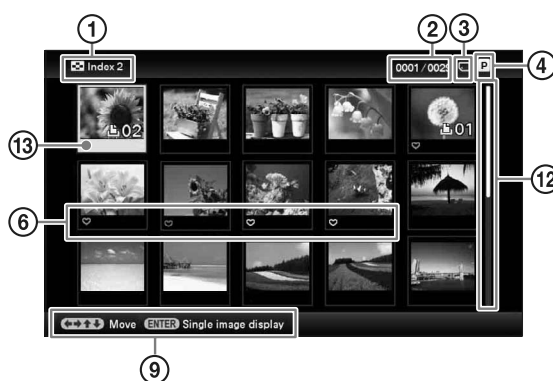 ① ② ③ ④
Index 2 0001/0025 P
02 01
⑬
⑫
⑥
Move ENTER Single image display
⑨